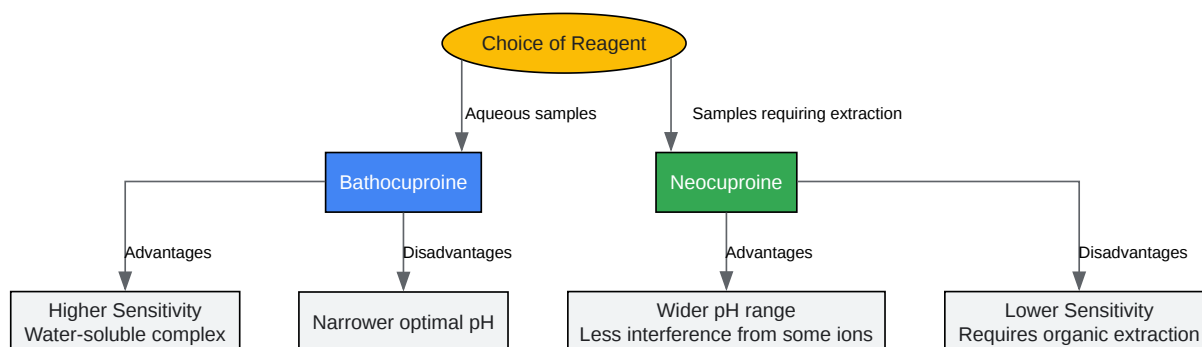 Choice of Reagent
Aqueous samples
Samples requiring extraction
Bathocuproine
Neocuproine
Advantages
Disadvantages
Advantages
Disadvantages
Higher Sensitivity
Water-soluble complex
Narrower optimal pH
Wider pH range
Less interference from some ions
Lower Sensitivity
Requires organic extraction